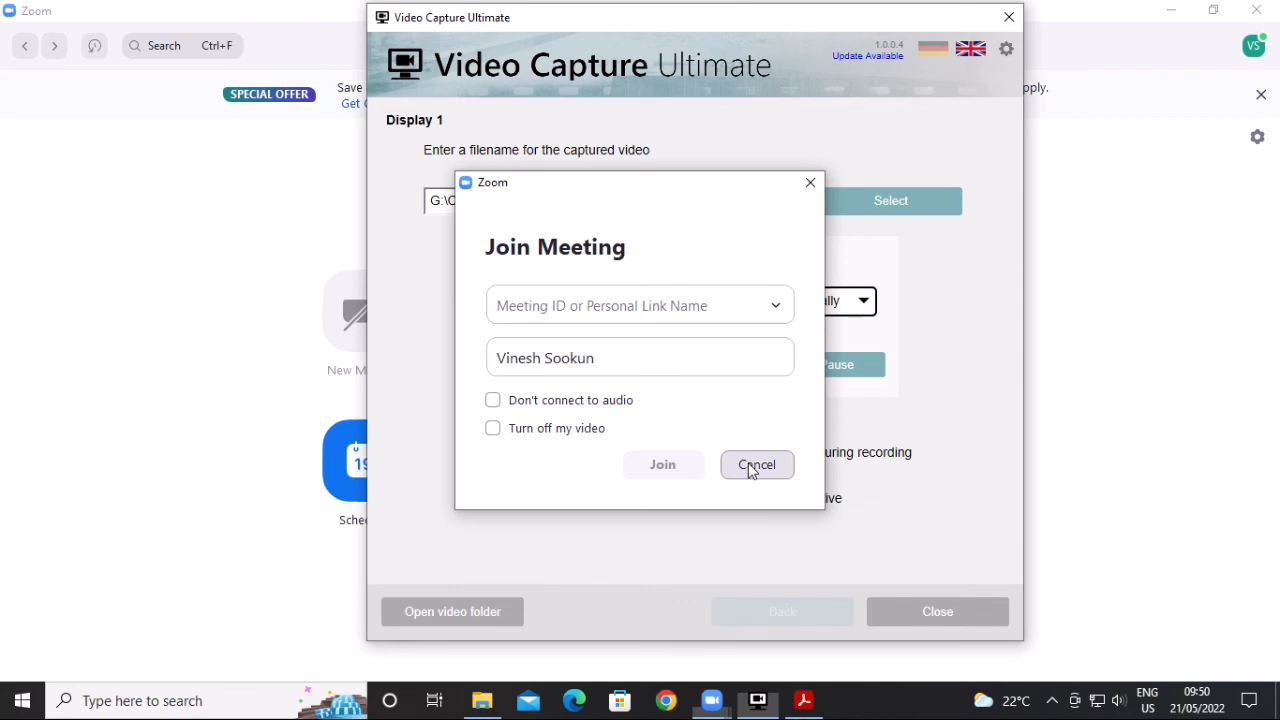 Zoom
Video Capture Ultimate
Search Ctrl+F
VS
Video Capture Ultimate
1.0.0.4
Update Available
SPECIAL OFFER
Save
Get
pply.
Display 1
Enter a filename for the captured video
G:\
Select
Zoom
Join Meeting
Meeting ID or Personal Link Name
ally
Vinesh Sookun
Pause
New M
Don't connect to audio
Turn off my video
uring recording
Join
Cancel
19
ive
Sched
Open video folder
Back
Close
Type here to search
22°C
ENG
US
09:50
21/05/2022